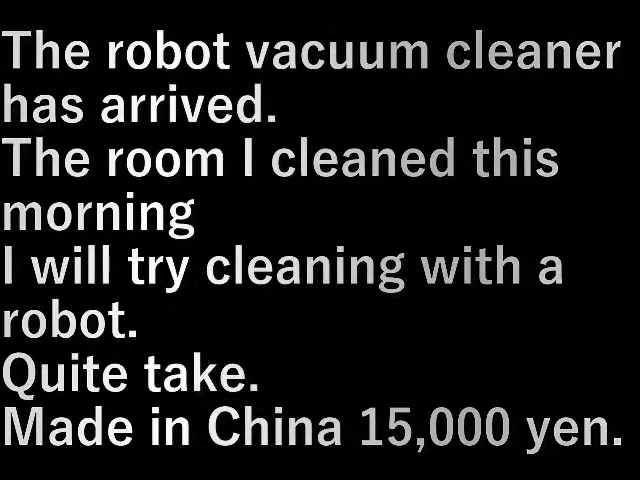 The robot vacuum cleaner
has arrived.
The room I cleaned this
morning
I will try cleaning with a
robot.
Quite take.
Made in China 15,000 yen.